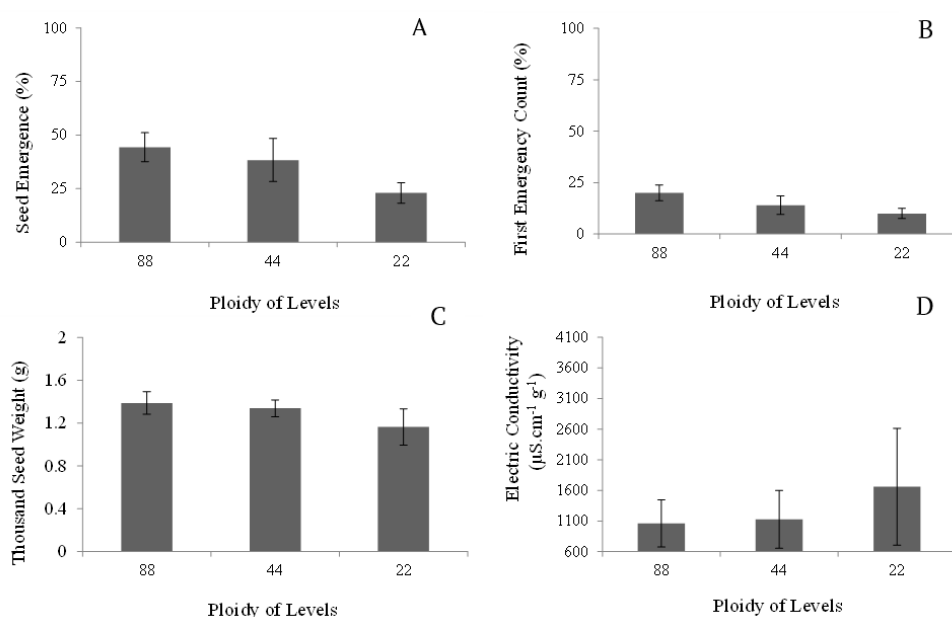 A
Seed Emergence (%)
100
75
50
25
0
88 44 22
Ploidy of Levels
B
First Emergency Count (%)
100
75
50
25
0
88 44 22
Ploidy of Levels
C
Thousand Seed Weight (g)
2
1.6
1.2
0.8
0.4
0
88 44 22
Ploidy of Levels
D
Electric Conductivity
(µS.cm⁻¹ g⁻¹)
4100
3600
3100
2600
2100
1600
1100
600
88 44 22
Ploidy of Levels